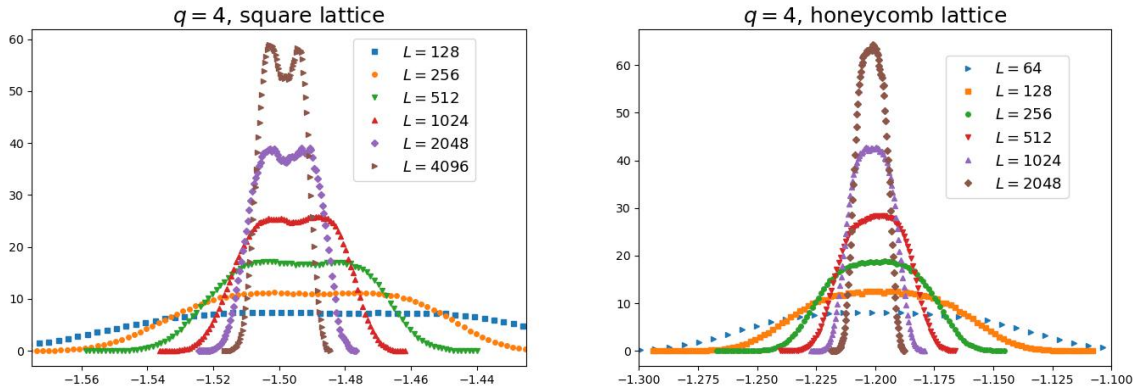 q = 4, square lattice
60
50
40
30
20
10
0
−1.56
−1.54
−1.52
−1.50
−1.48
−1.46
−1.44
L = 128
L = 256
L = 512
L = 1024
L = 2048
L = 4096
q = 4, honeycomb lattice
60
50
40
30
20
10
0
−1.300
−1.275
−1.250
−1.225
−1.200
−1.175
−1.150
−1.125
−1.100
L = 64
L = 128
L = 256
L = 512
L = 1024
L = 2048